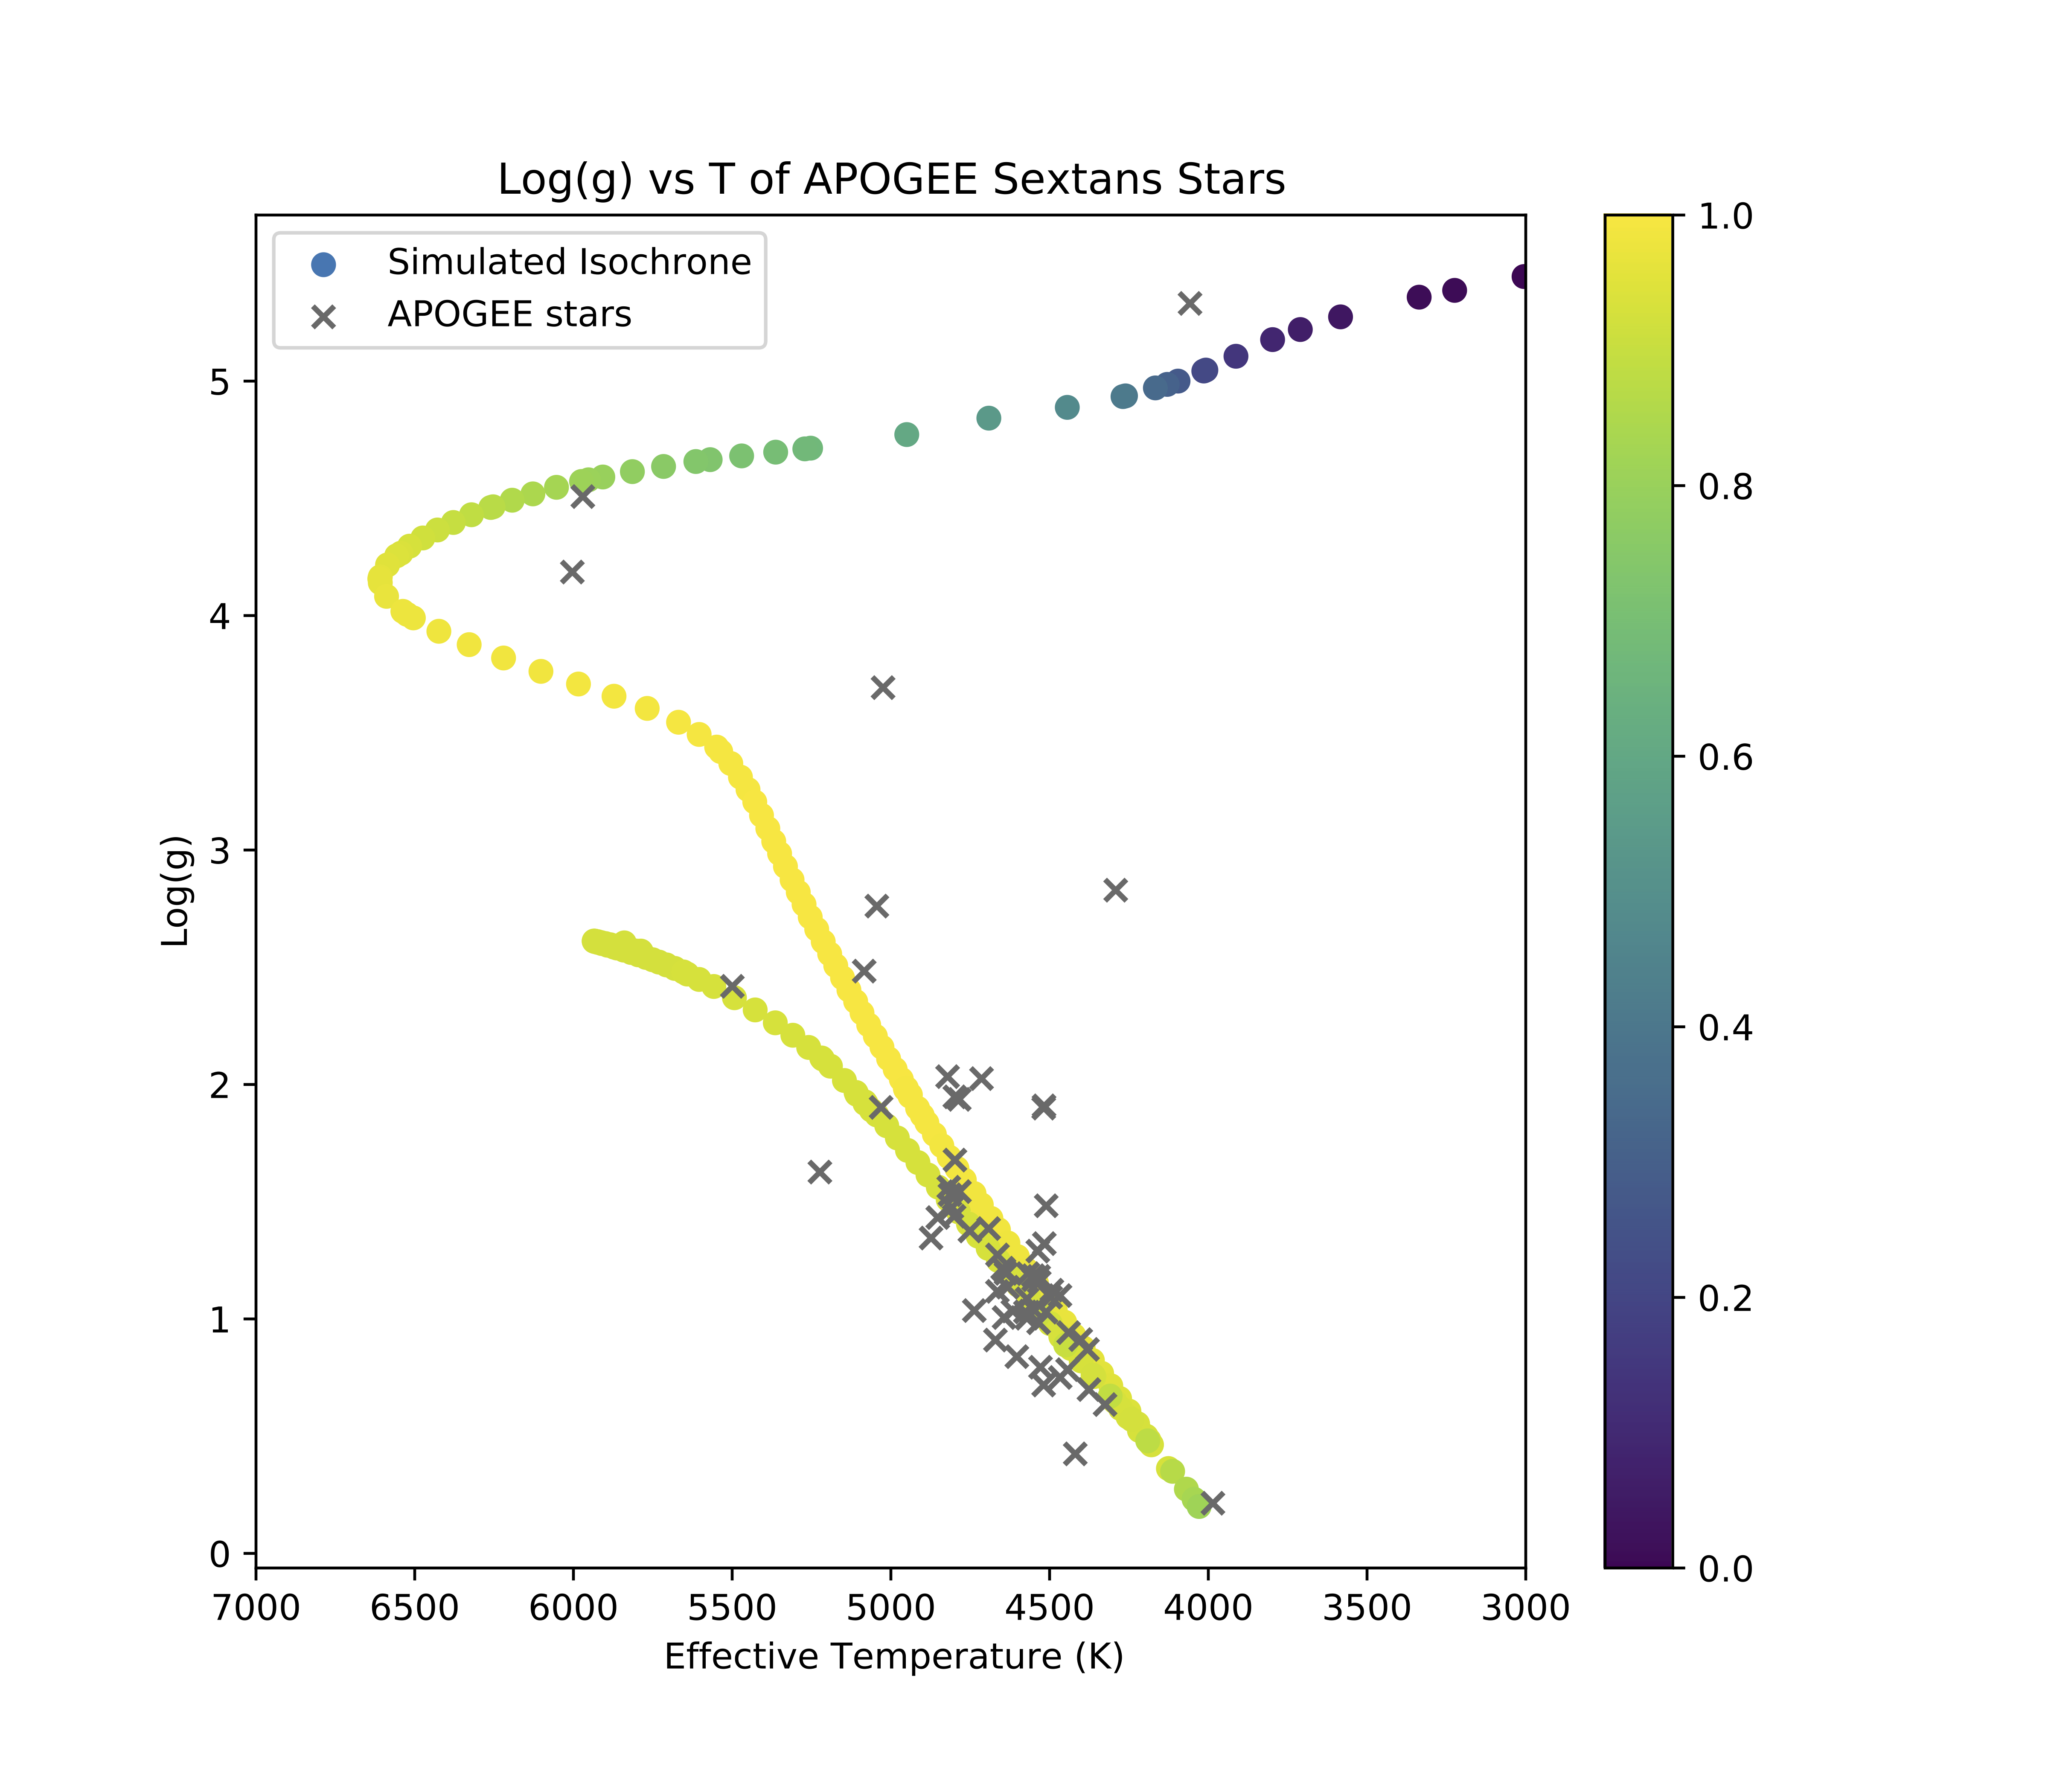 Log(g) vs T of APOGEE Sextans Stars
Simulated Isochrone
APOGEE stars
Log(g)
5
4
3
2
1
0
7000 6500 6000 5500 5000 4500 4000 3500 3000
Effective Temperature (K)
1.0
0.8
0.6
0.4
0.2
0.0